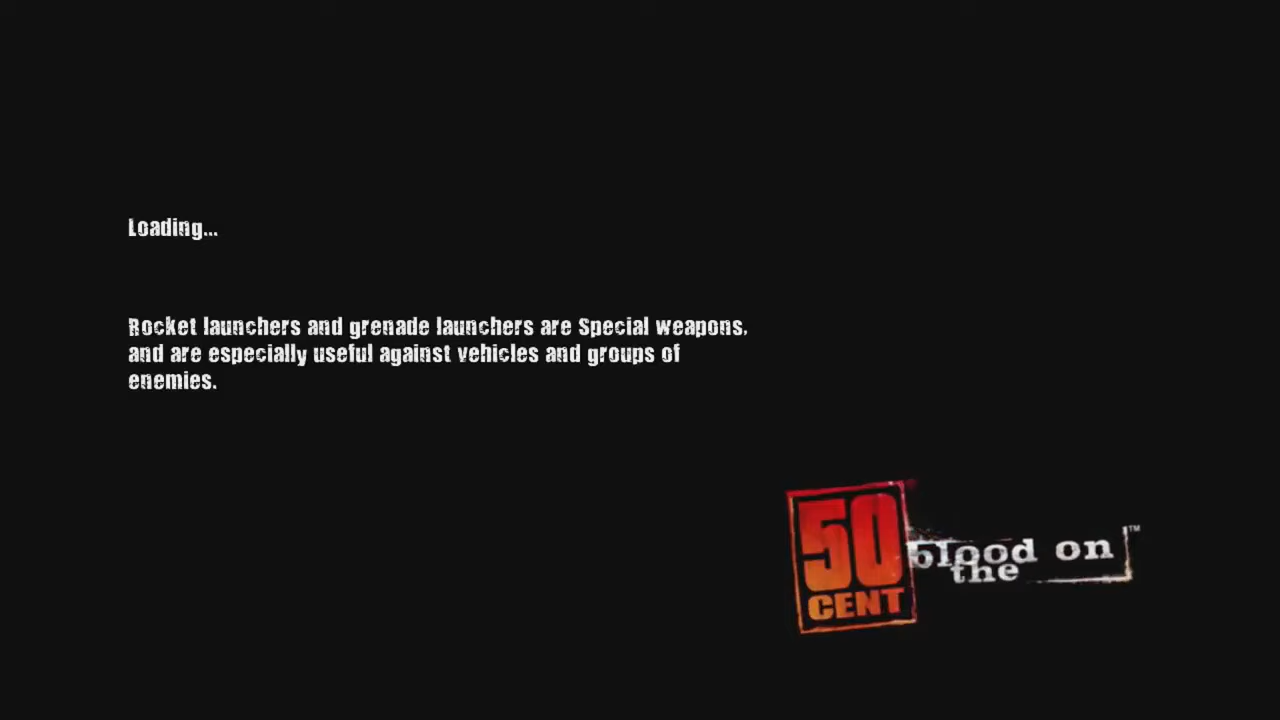 Loading...
Rocket launchers and grenade launchers are Special weapons,
and are especially useful against vehicles and groups of
enemies.
50
CENT
blood on
the
TM